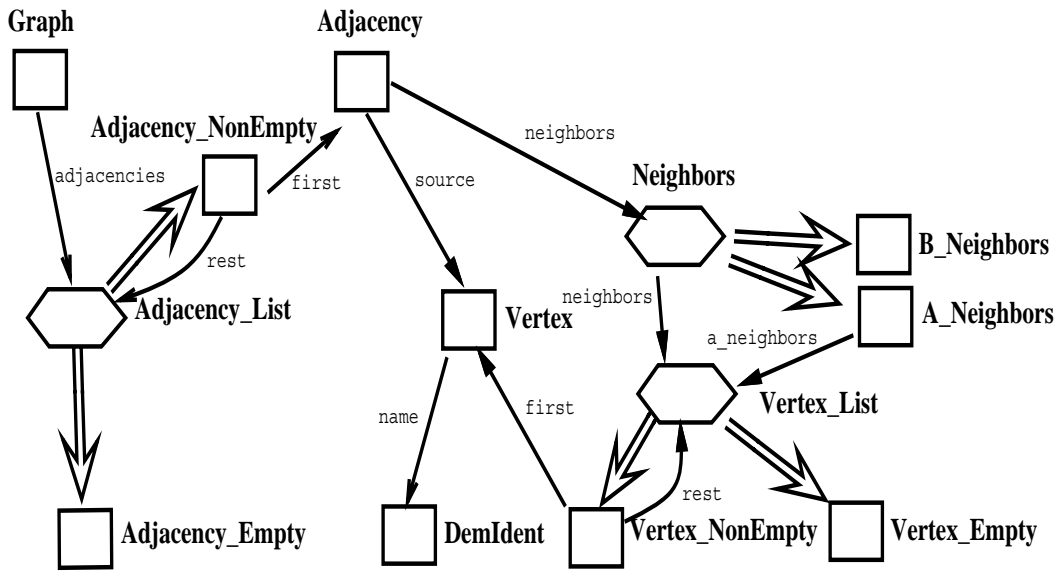 Graph
Adjacency
Adjacency_NonEmpty
neighbors
adjacencies
first
source
Neighbors
B_Neighbors
rest
neighbors
Adjacency_List
Vertex
A_Neighbors
a_neighbors
name
first
Vertex_List
rest
Adjacency_Empty
DemIdent
Vertex_NonEmpty
Vertex_Empty